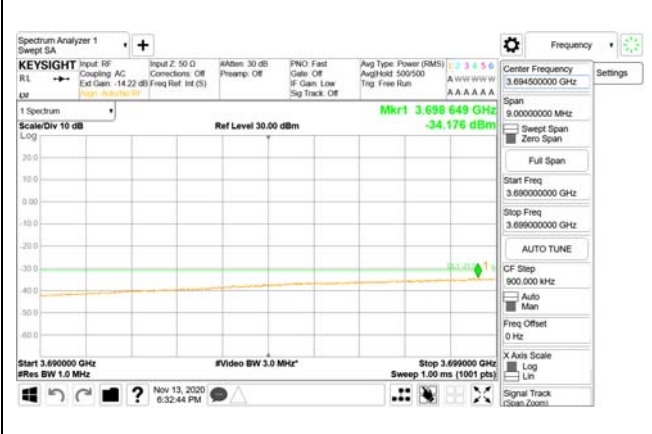 Spectrum Analyzer 1
Swept SA
Frequency
KEYSIGHT
RL
Input: RF
Coupling: AC
Ext Gain: -14.22 dB
Align: Auto/No RF
Input Z: 50 Ω
Corrections: Off
Freq Ref: Int (S)
#Atten: 30 dB
Preamp: Off
PNO: Fast
Gate: Off
IF Gain: Low
Sig Track: Off
Avg Type: Power (RMS)
Avg|Hold: 500/500
Trig: Free Run
1 2 3 4 5 6
A W W W W W
A A A A A A
1 Spectrum
Scale/Div 10 dB
Ref Level 30.00 dBm
Mkr1 3.698 649 GHz
-34.176 dBm
Log
20.0
10.0
0.00
-10.0
-20.0
-30.0
-40.0
-50.0
-60.0
1
Start 3.690000 GHz
#Res BW 1.0 MHz
#Video BW 3.0 MHz*
Stop 3.699000 GHz
Sweep 1.00 ms (1001 pts)
Nov 13, 2020
6:32:44 PM
Center Frequency
3.694500000 GHz
Settings
Span
9.00000000 MHz
Swept Span
Zero Span
Full Span
Start Freq
3.690000000 GHz
Stop Freq
3.699000000 GHz
AUTO TUNE
CF Step
900.000 kHz
Auto
Man
Freq Offset
0 Hz
X Axis Scale
Log
Lin
Signal Track
(Span Zoom)